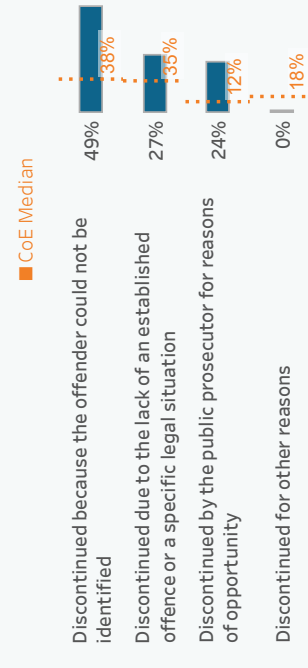 CoE Median
Discontinued because the offender could not be
identified
49%
38%
Discontinued due to the lack of an established
offence or a specific legal situation
27%
35%
Discontinued by the public prosecutor for reasons
of opportunity
24%
12%
Discontinued for other reasons
0%
18%